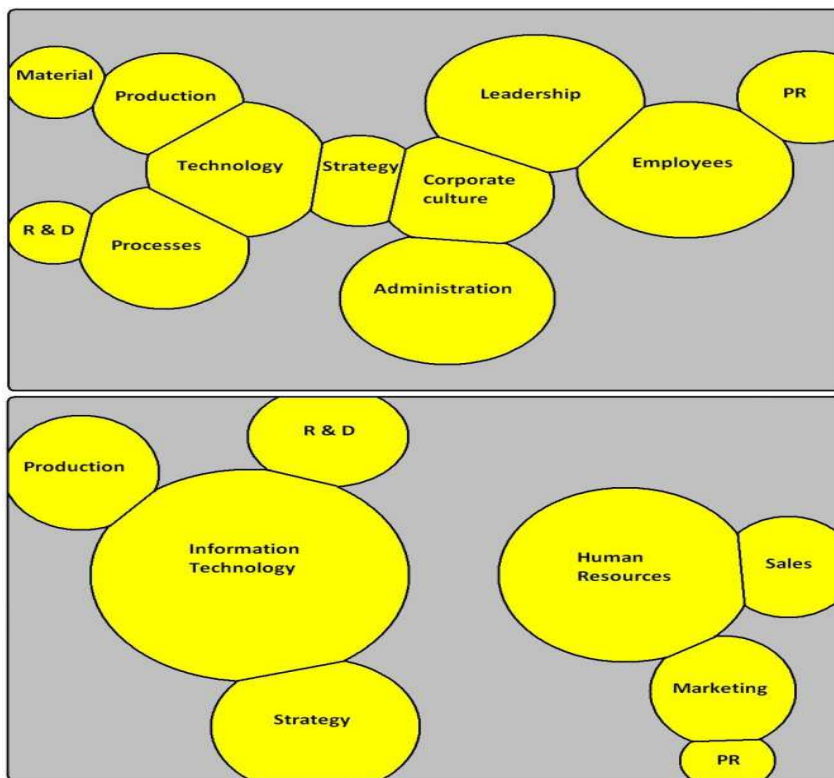 Material
Production
Leadership
PR
Technology
Strategy
Employees
Corporate
culture
R & D
Processes
Administration
R & D
Production
Information
Technology
Human
Resources
Sales
Strategy
Marketing
PR